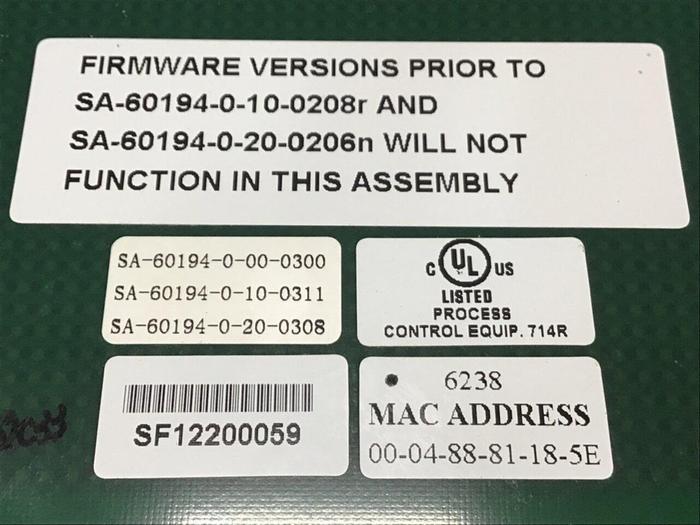 FIRMWARE VERSIONS PRIOR TO
SA-60194-0-10-0208r AND
SA-60194-0-20-0206n WILL NOT
FUNCTION IN THIS ASSEMBLY
SA-60194-0-00-0300
SA-60194-0-10-0311
SA-60194-0-20-0308
C UL US
LISTED
PROCESS
CONTROL EQUIP. 714R
SF12200059
6238
MAC ADDRESS
00-04-88-81-18-5E